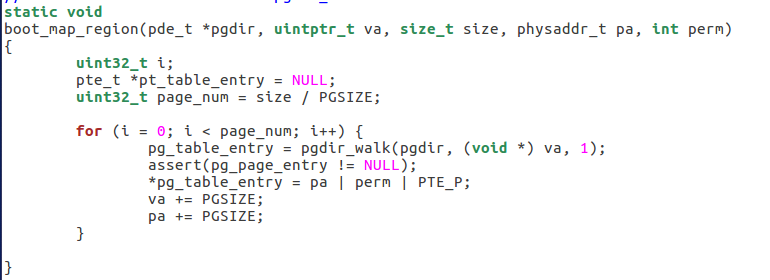 static void
boot_map_region(pde_t *pgdir, uintptr_t va, size_t size, physaddr_t pa, int perm)
{
        uint32_t i;
        pte_t *pt_table_entry = NULL;
        uint32_t page_num = size / PGSIZE;

        for (i = 0; i < page_num; i++) {
                pg_table_entry = pgdir_walk(pgdir, (void *) va, 1);
                assert(pg_page_entry != NULL);
                *pg_table_entry = pa | perm | PTE_P;
                va += PGSIZE;
                pa += PGSIZE;
        }

}